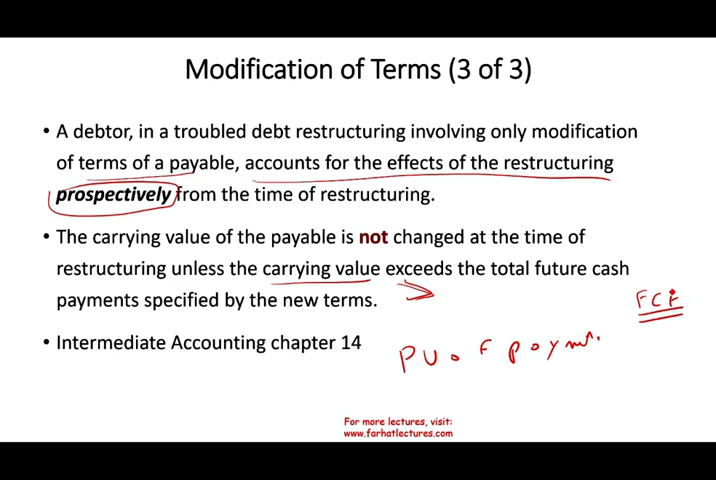 Modification of Terms (3 of 3)
• A debtor, in a troubled debt restructuring involving only modification
of terms of a payable, accounts for the effects of the restructuring
prospectively from the time of restructuring.
• The carrying value of the payable is not changed at the time of
restructuring unless the carrying value exceeds the total future cash
payments specified by the new terms.
FCF
• Intermediate Accounting chapter 14
PV of paymt.
For more lectures, visit:
www.farhatlectures.com